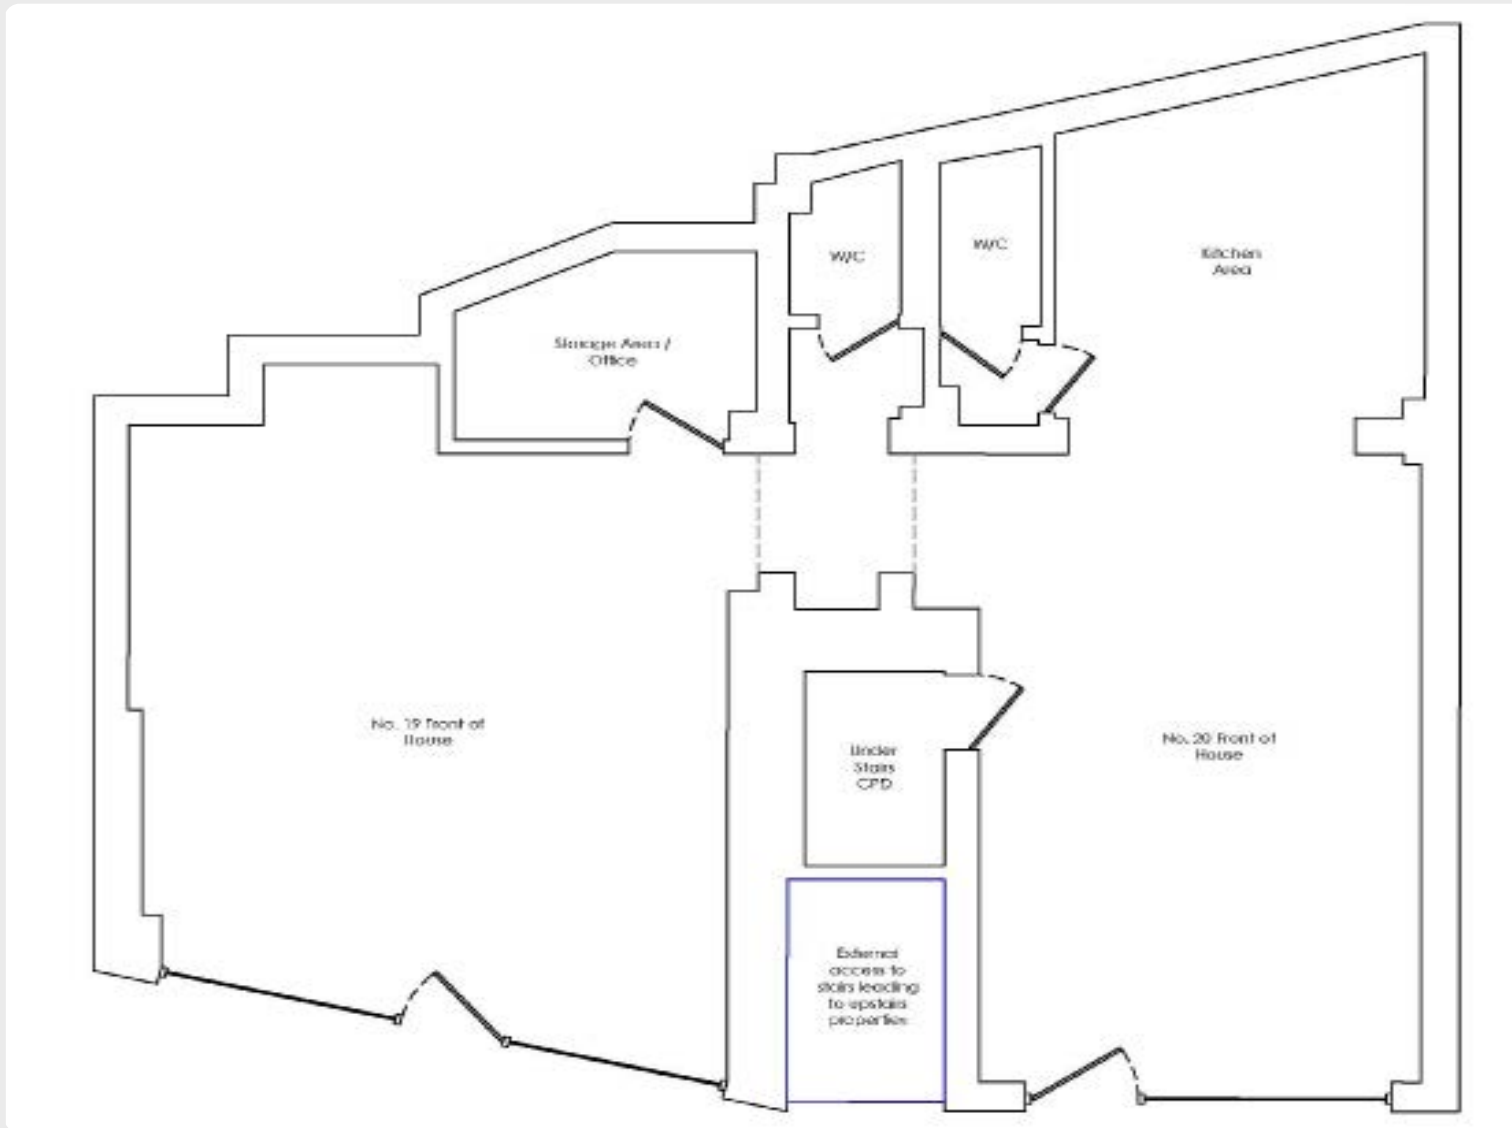 W/C
W/C
Kitchen
Area
Storage Area /
Office
No. 19 Front of
House
No. 20 Front of
House
Under
Stairs
CPD
External
access to
stairs leading
to upstairs
properties